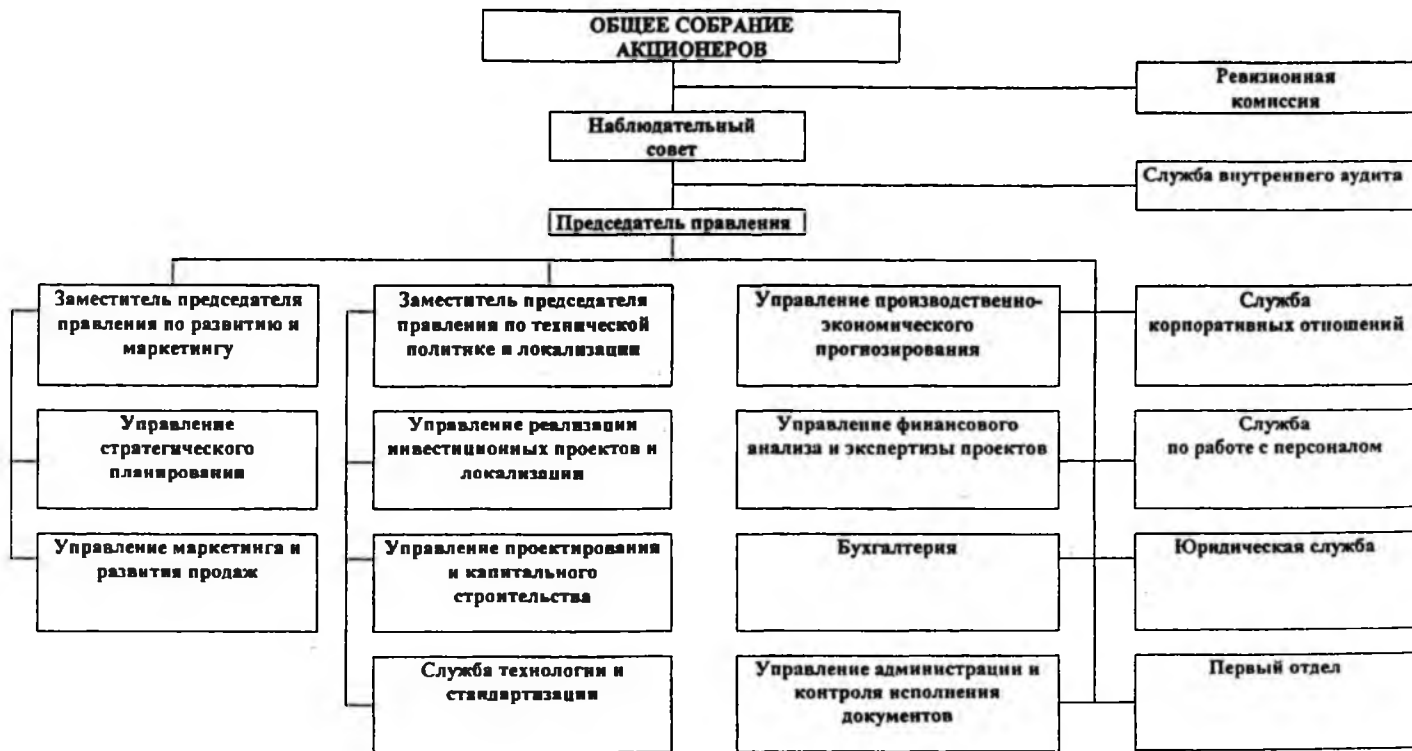 ОБЩЕЕ СОБРАНИЕ
АКЦИОНЕРОВ
Ревизионная
комиссия
Наблюдательный
совет
Служба внутреннего аудита
Председатель правления
Заместитель председателя
правления по развитию и
маркетингу
Заместитель председателя
правления по технической
политике и локализации
Управление производственно-
экономического
прогнозирования
Служба
корпоративных отношений
Управление
стратегического
планирования
Управление реализации
инвестиционных проектов и
локализации
Управление финансового
анализа и экспертизы проектов
Служба
по работе с персоналом
Управление маркетинга и
развития продаж
Управление проектирования
и капитального
строительства
Бухгалтерия
Юридическая служба
Служба технологии и
стандартизации
Управление администрации и
контроля исполнения
документов
Первый отдел